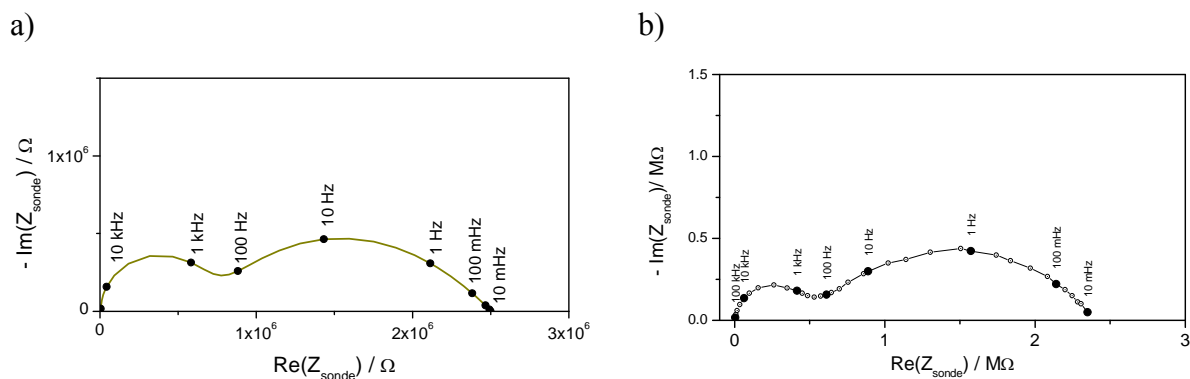 a)
- Im(Z_sonde) / Ω
1x10^6
0
10 kHz
1 kHz
100 Hz
10 Hz
1 Hz
100 mHz
10 mHz
0
1x10^6
2x10^6
3x10^6
Re(Z_sonde) / Ω
b)
- Im(Z_sonde)/ MΩ
1.5
1.0
0.5
0.0
100 kHz
10 kHz
1 kHz
100 Hz
10 Hz
1 Hz
100 mHz
10 mHz
0
1
2
3
Re(Z_sonde) / MΩ